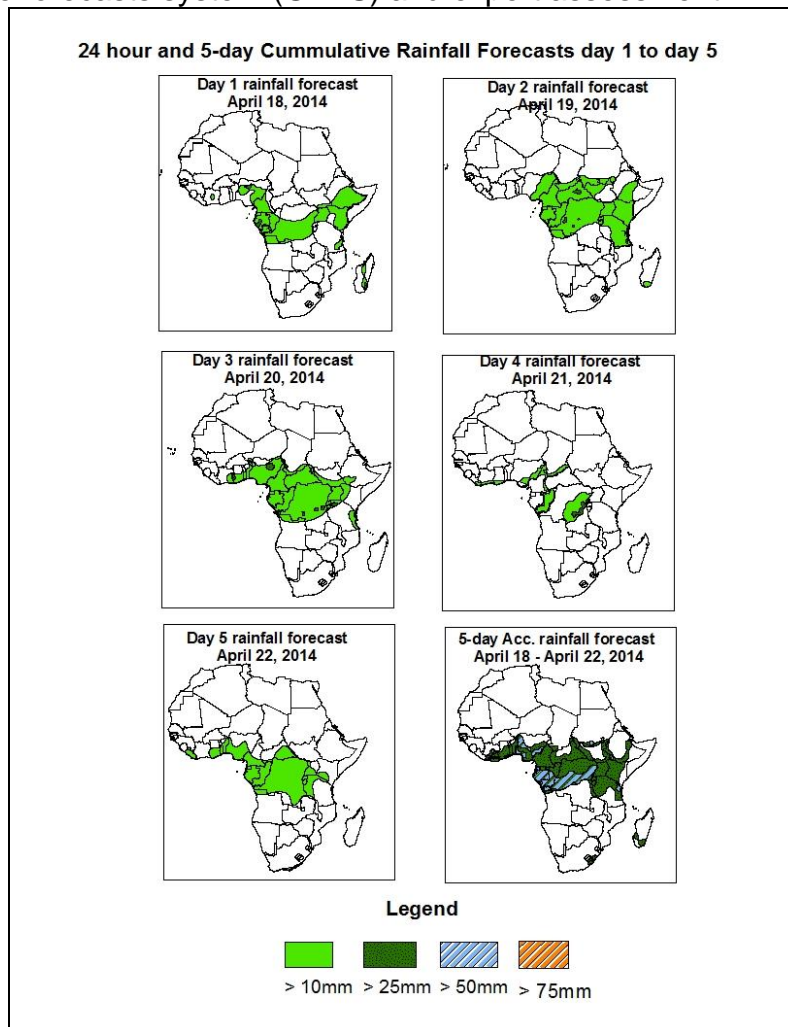 24 hour and 5-day Cummulative Rainfall Forecasts day 1 to day 5
Day 1 rainfall forecast
April 18, 2014
Day 2 rainfall forecast
April 19, 2014
Day 3 rainfall forecast
April 20, 2014
Day 4 rainfall forecast
April 21, 2014
Day 5 rainfall forecast
April 22, 2014
5-day Acc. rainfall forecast
April 18 - April 22, 2014
Legend
> 10mm > 25mm > 50mm > 75mm